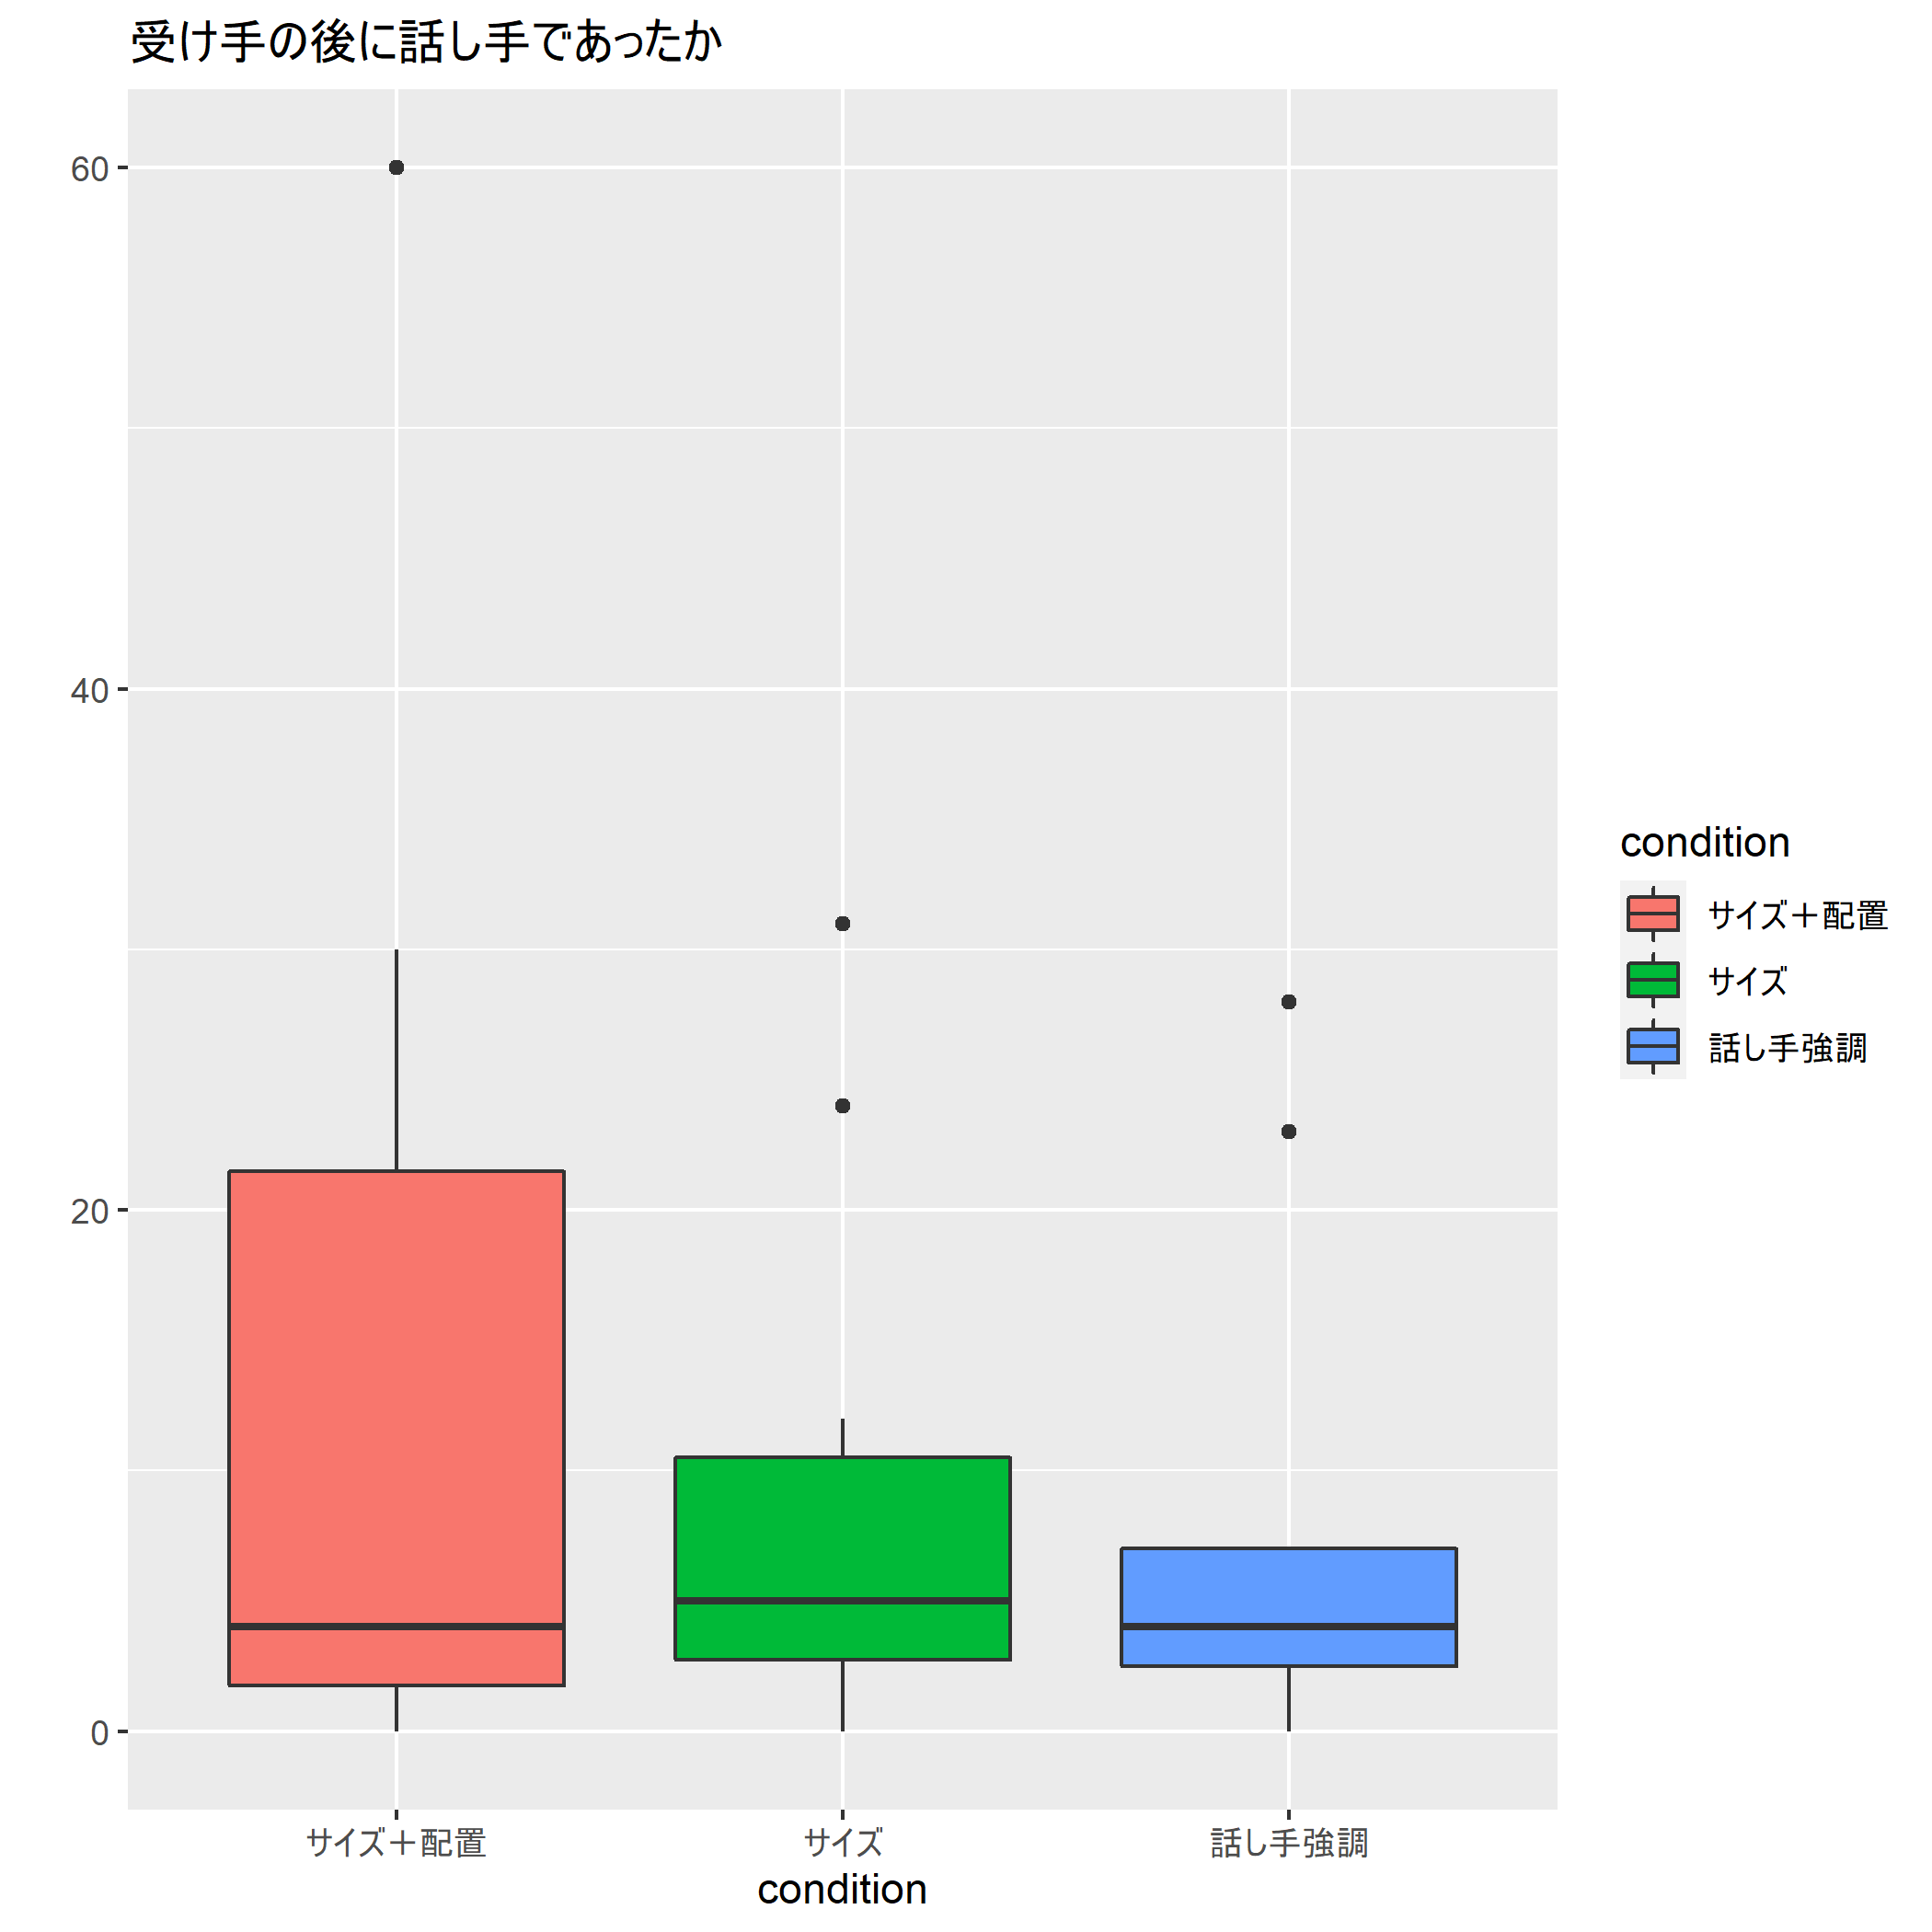 受け手の後に話し手であったか
60
40
20
0
サイズ＋配置
サイズ
話し手強調
condition
condition
サイズ＋配置
サイズ
話し手強調